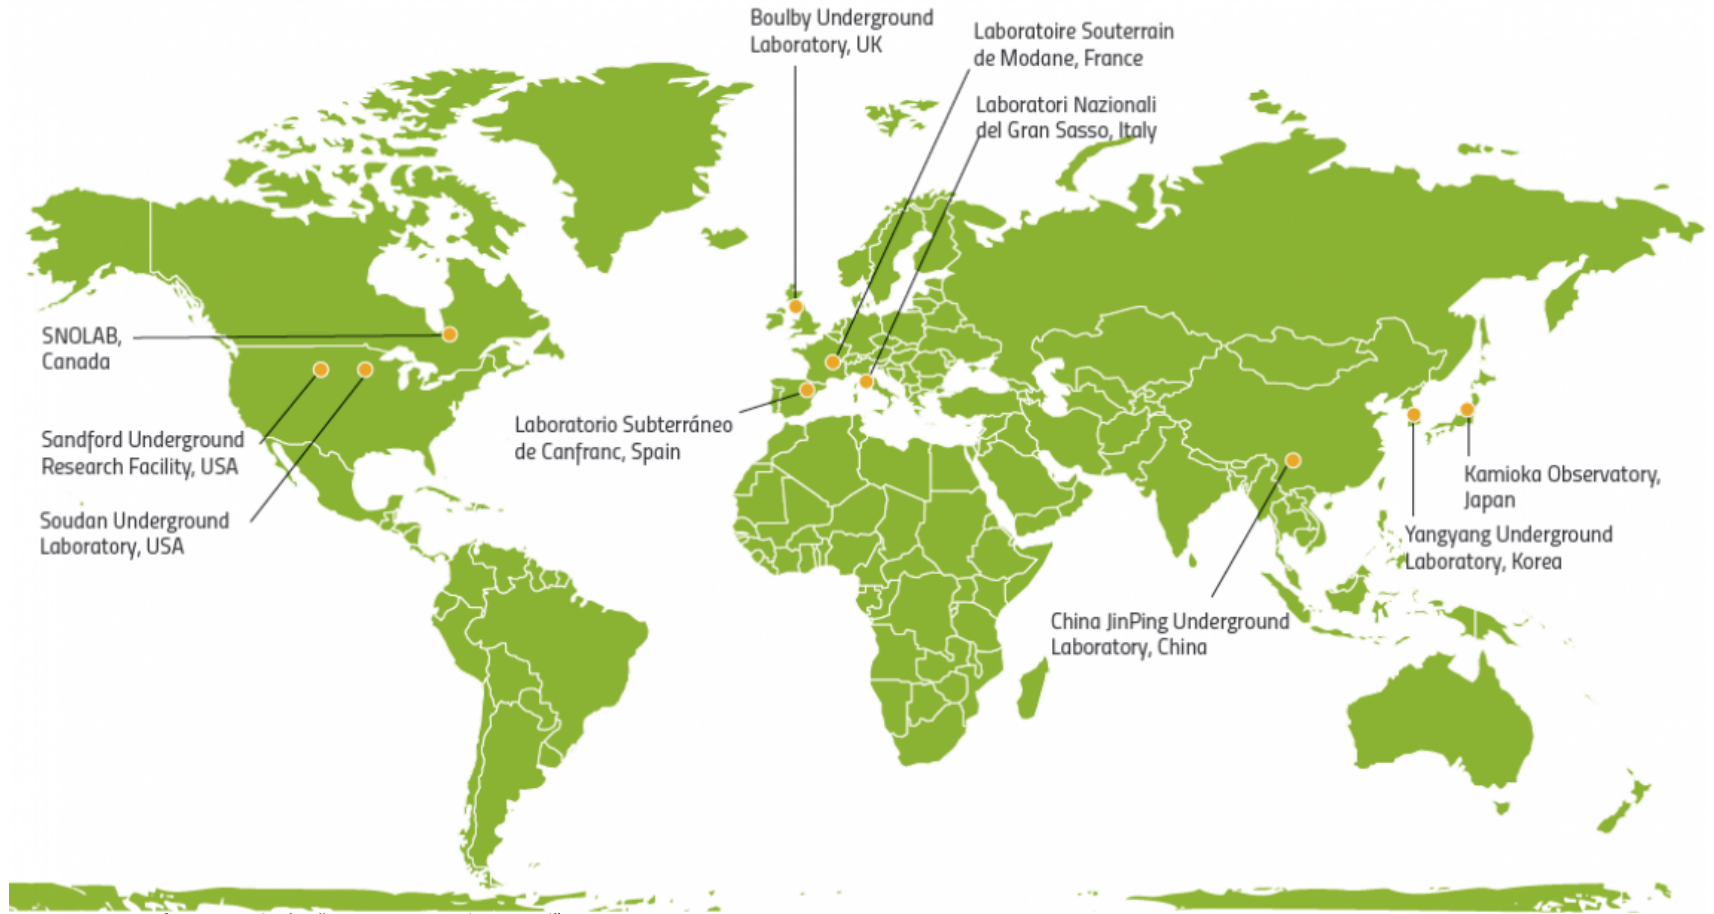 Boulby Underground
Laboratory, UK
Laboratoire Souterrain
de Modane, France
Laboratori Nazionali
del Gran Sasso, Italy
SNOLAB,
Canada
Sandford Underground
Research Facility, USA
Soudan Underground
Laboratory, USA
Laboratorio Subterráneo
de Canfranc, Spain
Kamioka Observatory,
Japan
Yangyang Underground
Laboratory, Korea
China JinPing Underground
Laboratory, China